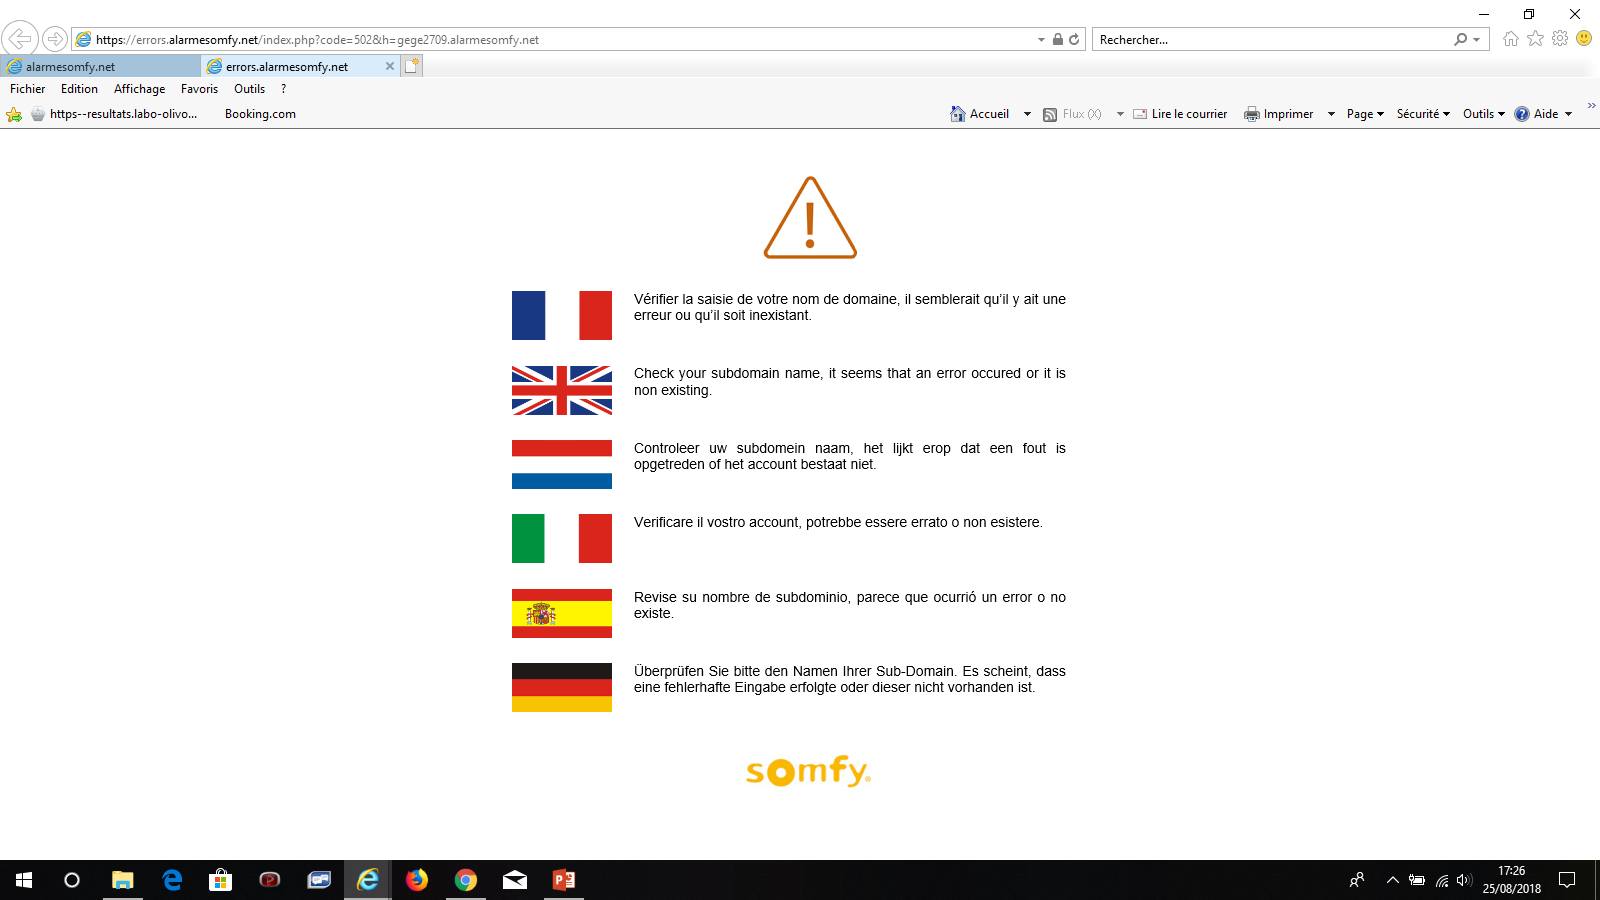 https://errors.alarmesomfy.net/index.php?code=502&h=gege2709.alarmesomfy.net
Rechercher...
alarmesomfy.net
errors.alarmesomfy.net
Fichier Edition Affichage Favoris Outils ?
https--resultats.labo-olivo... Booking.com
Accueil Flux (X) Lire le courrier Imprimer Page Sécurité Outils Aide
Vérifier la saisie de votre nom de domaine, il semblerait qu'il y ait une
erreur ou qu'il soit inexistant.
Check your subdomain name, it seems that an error occured or it is
non existing.
Controleer uw subdomein naam, het lijkt erop dat een fout is
opgetreden of het account bestaat niet.
Verificare il vostro account, potrebbe essere errato o non esistere.
Revise su nombre de subdominio, parece que ocurrió un error o no
existe.
Überprüfen Sie bitte den Namen Ihrer Sub-Domain. Es scheint, dass
eine fehlerhafte Eingabe erfolgte oder dieser nicht vorhanden ist.
somfy®
17:26
25/08/2018